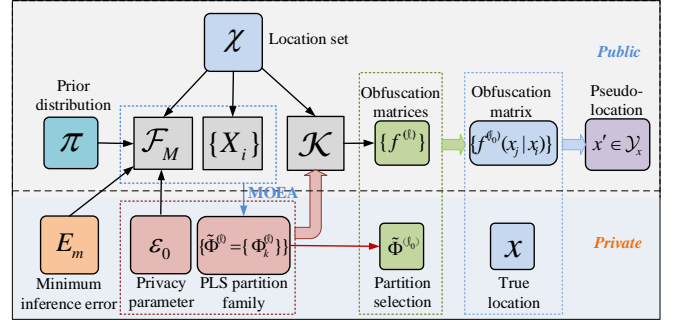 χ
Location set
Public
Prior
distribution
π
𝓕_M
{X_i}
𝒦
Obfuscation
matrices
{f^(l)}
Obfuscation
matrix
{f^(l_0)(x_j|x_i)}
Pseudo-
location
x' ∈ 𝒴_x
MOEA
Private
E_m
Minimum
inference error
ε_0
Privacy
parameter
{Φ̃^(l)={Φ_k^(l)}}
PLS partition
family
Φ̃^(l_0)
Partition
selection
x
True
location